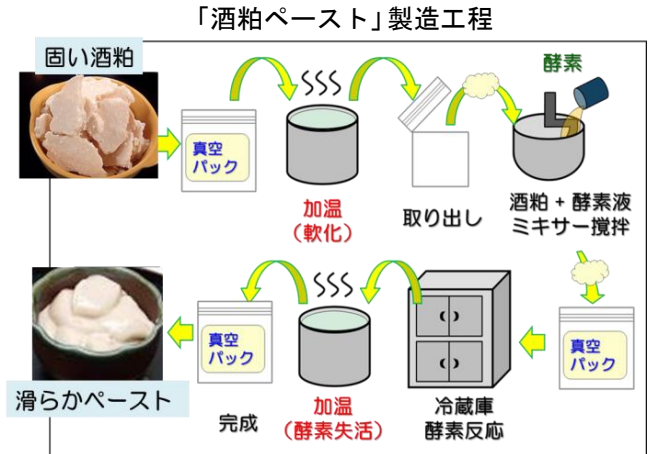 「酒粕ペースト」製造工程
固い酒粕
真空
パック
加温
（軟化）
取り出し
酵素
酒粕 + 酵素液
ミキサー撹拌
真空
パック
冷蔵庫
酵素反応
加温
（酵素失活）
真空
パック
完成
滑らかペースト